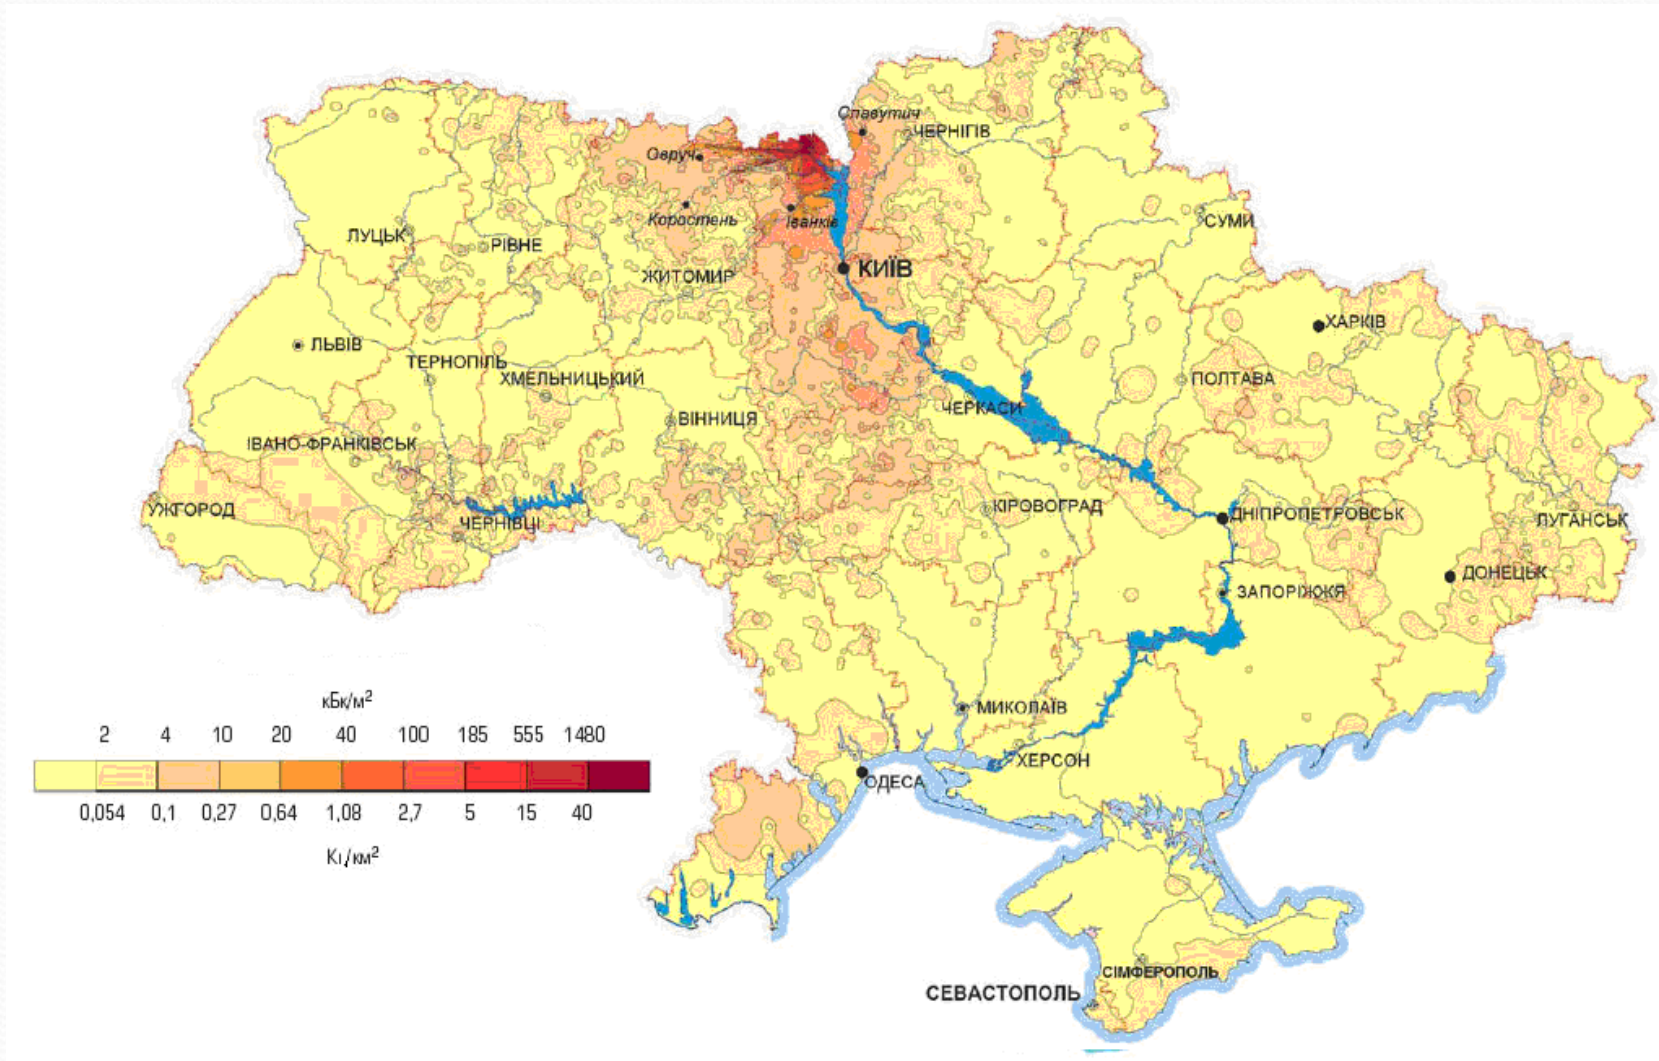 Славутич
ЧЕРНІГІВ
Овруч
Коростень
Іванків
ЛУЦЬК
РІВНЕ
СУМИ
ЖИТОМИР
КИЇВ
ХАРКІВ
ЛЬВІВ
ТЕРНОПІЛЬ
ХМЕЛЬНИЦЬКИЙ
ПОЛТАВА
ЧЕРКАСИ
ВІННИЦЯ
ІВАНО-ФРАНКІВСЬК
УЖГОРОД
ЧЕРНІВЦІ
КІРОВОГРАД
ДНІПРОПЕТРОВСЬК
ЛУГАНСЬК
ДОНЕЦЬК
ЗАПОРІЖЖЯ
МИКОЛАЇВ
ХЕРСОН
ОДЕСА
СІМФЕРОПОЛЬ
СЕВАСТОПОЛЬ
кБк/м²
2 4 10 20 40 100 185 555 1480
0,054 0,1 0,27 0,64 1,08 2,7 5 15 40
Кі/км²